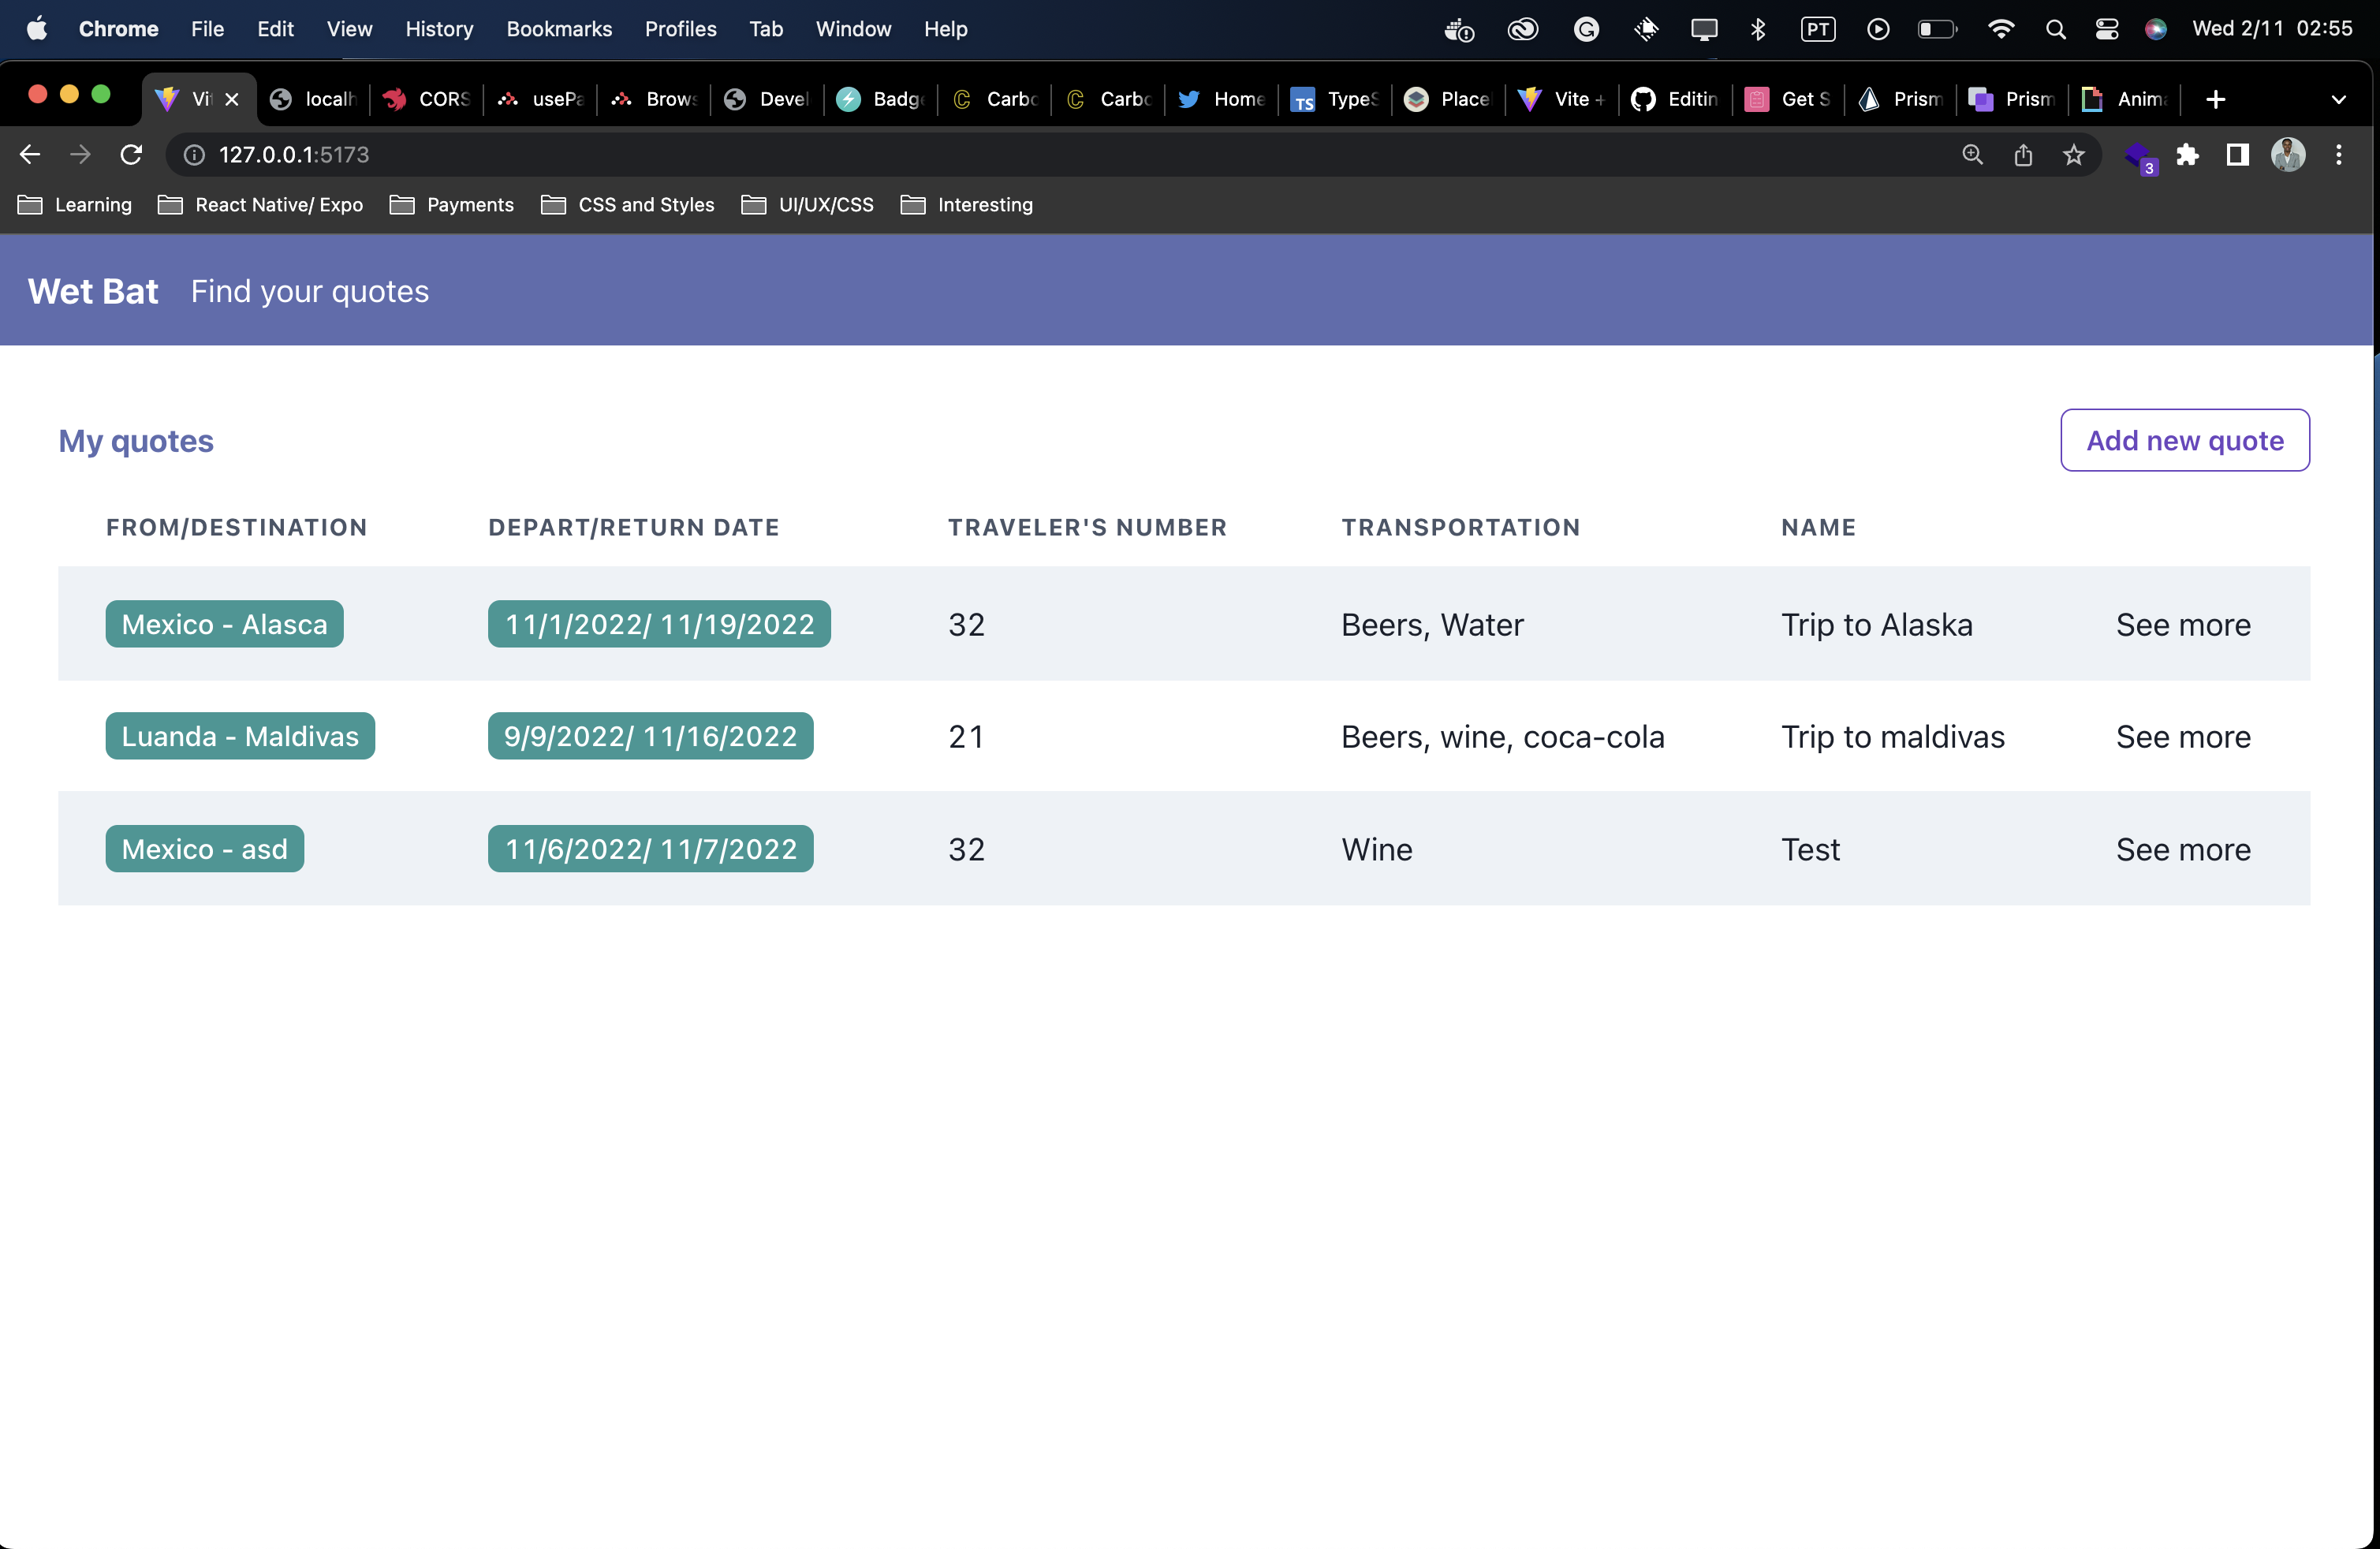 Chrome File Edit View History Bookmarks Profiles Tab Window Help PT Wed 2/11 02:55
Vit localh CORS usePa Brows Devel Badge Carbo Carbo Home TS TypeS Place Vite + Editin Get S Prism Prism Anima
127.0.0.1:5173 3
Learning React Native/ Expo Payments CSS and Styles UI/UX/CSS Interesting
Wet Bat Find your quotes
My quotes Add new quote
FROM/DESTINATION DEPART/RETURN DATE TRAVELER'S NUMBER TRANSPORTATION NAME
Mexico - Alasca 11/1/2022/ 11/19/2022 32 Beers, Water Trip to Alaska See more
Luanda - Maldivas 9/9/2022/ 11/16/2022 21 Beers, wine, coca-cola Trip to maldivas See more
Mexico - asd 11/6/2022/ 11/7/2022 32 Wine Test See more